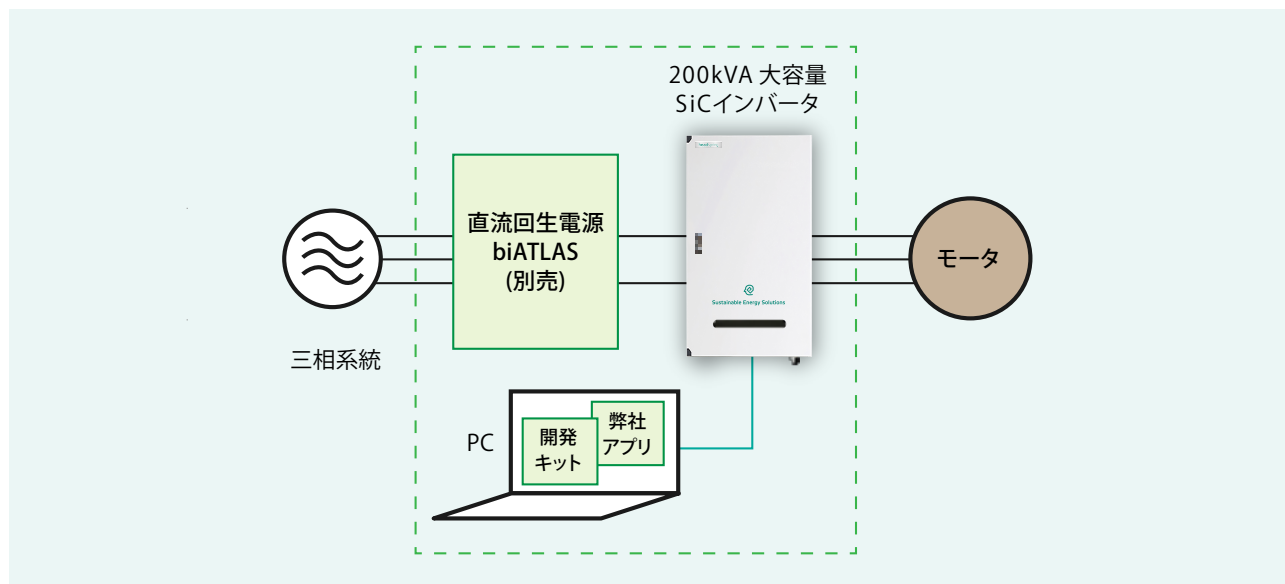 200kVA 大容量
SiCインバータ
直流回生電源
biATLAS
(別売)
Sustainable Energy Solutions
モータ
三相系統
PC
開発
キット
弊社
アプリ